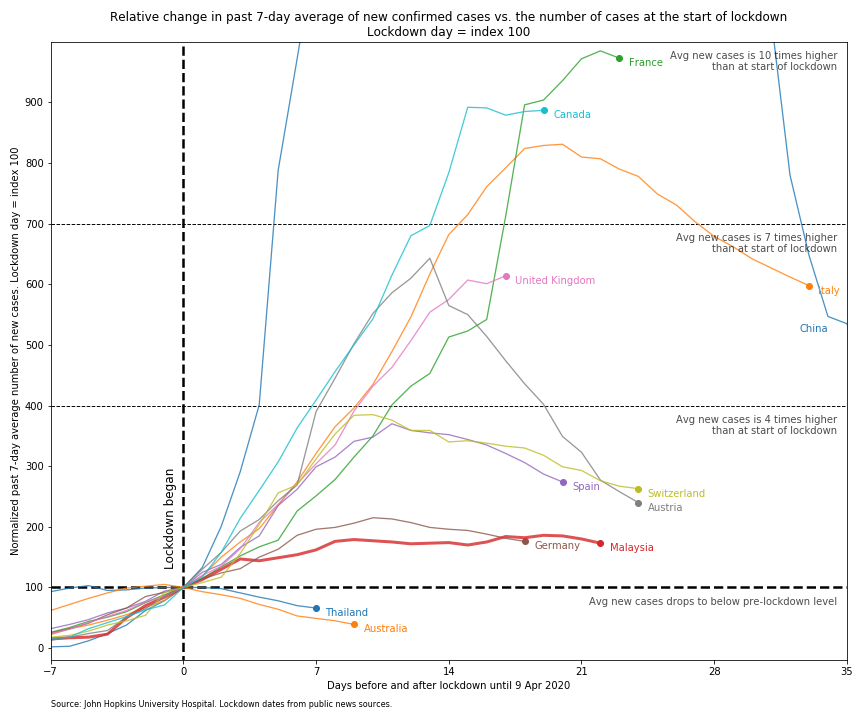 Relative change in past 7-day average of new confirmed cases vs. the number of cases at the start of lockdown
Lockdown day = index 100
Normalized past 7-day average number of new cases. Lockdown day = index 100
900
800
700
600
500
400
300
200
100
0
Avg new cases is 10 times higher
than at start of lockdown
France
Canada
Avg new cases is 7 times higher
than at start of lockdown
United Kingdom
Italy
China
Avg new cases is 4 times higher
than at start of lockdown
Spain
Switzerland
Austria
Lockdown began
Germany
Malaysia
Avg new cases drops to below pre-lockdown level
Thailand
Australia
−7
0
7
14
21
28
35
Days before and after lockdown until 9 Apr 2020
Source: John Hopkins University Hospital. Lockdown dates from public news sources.